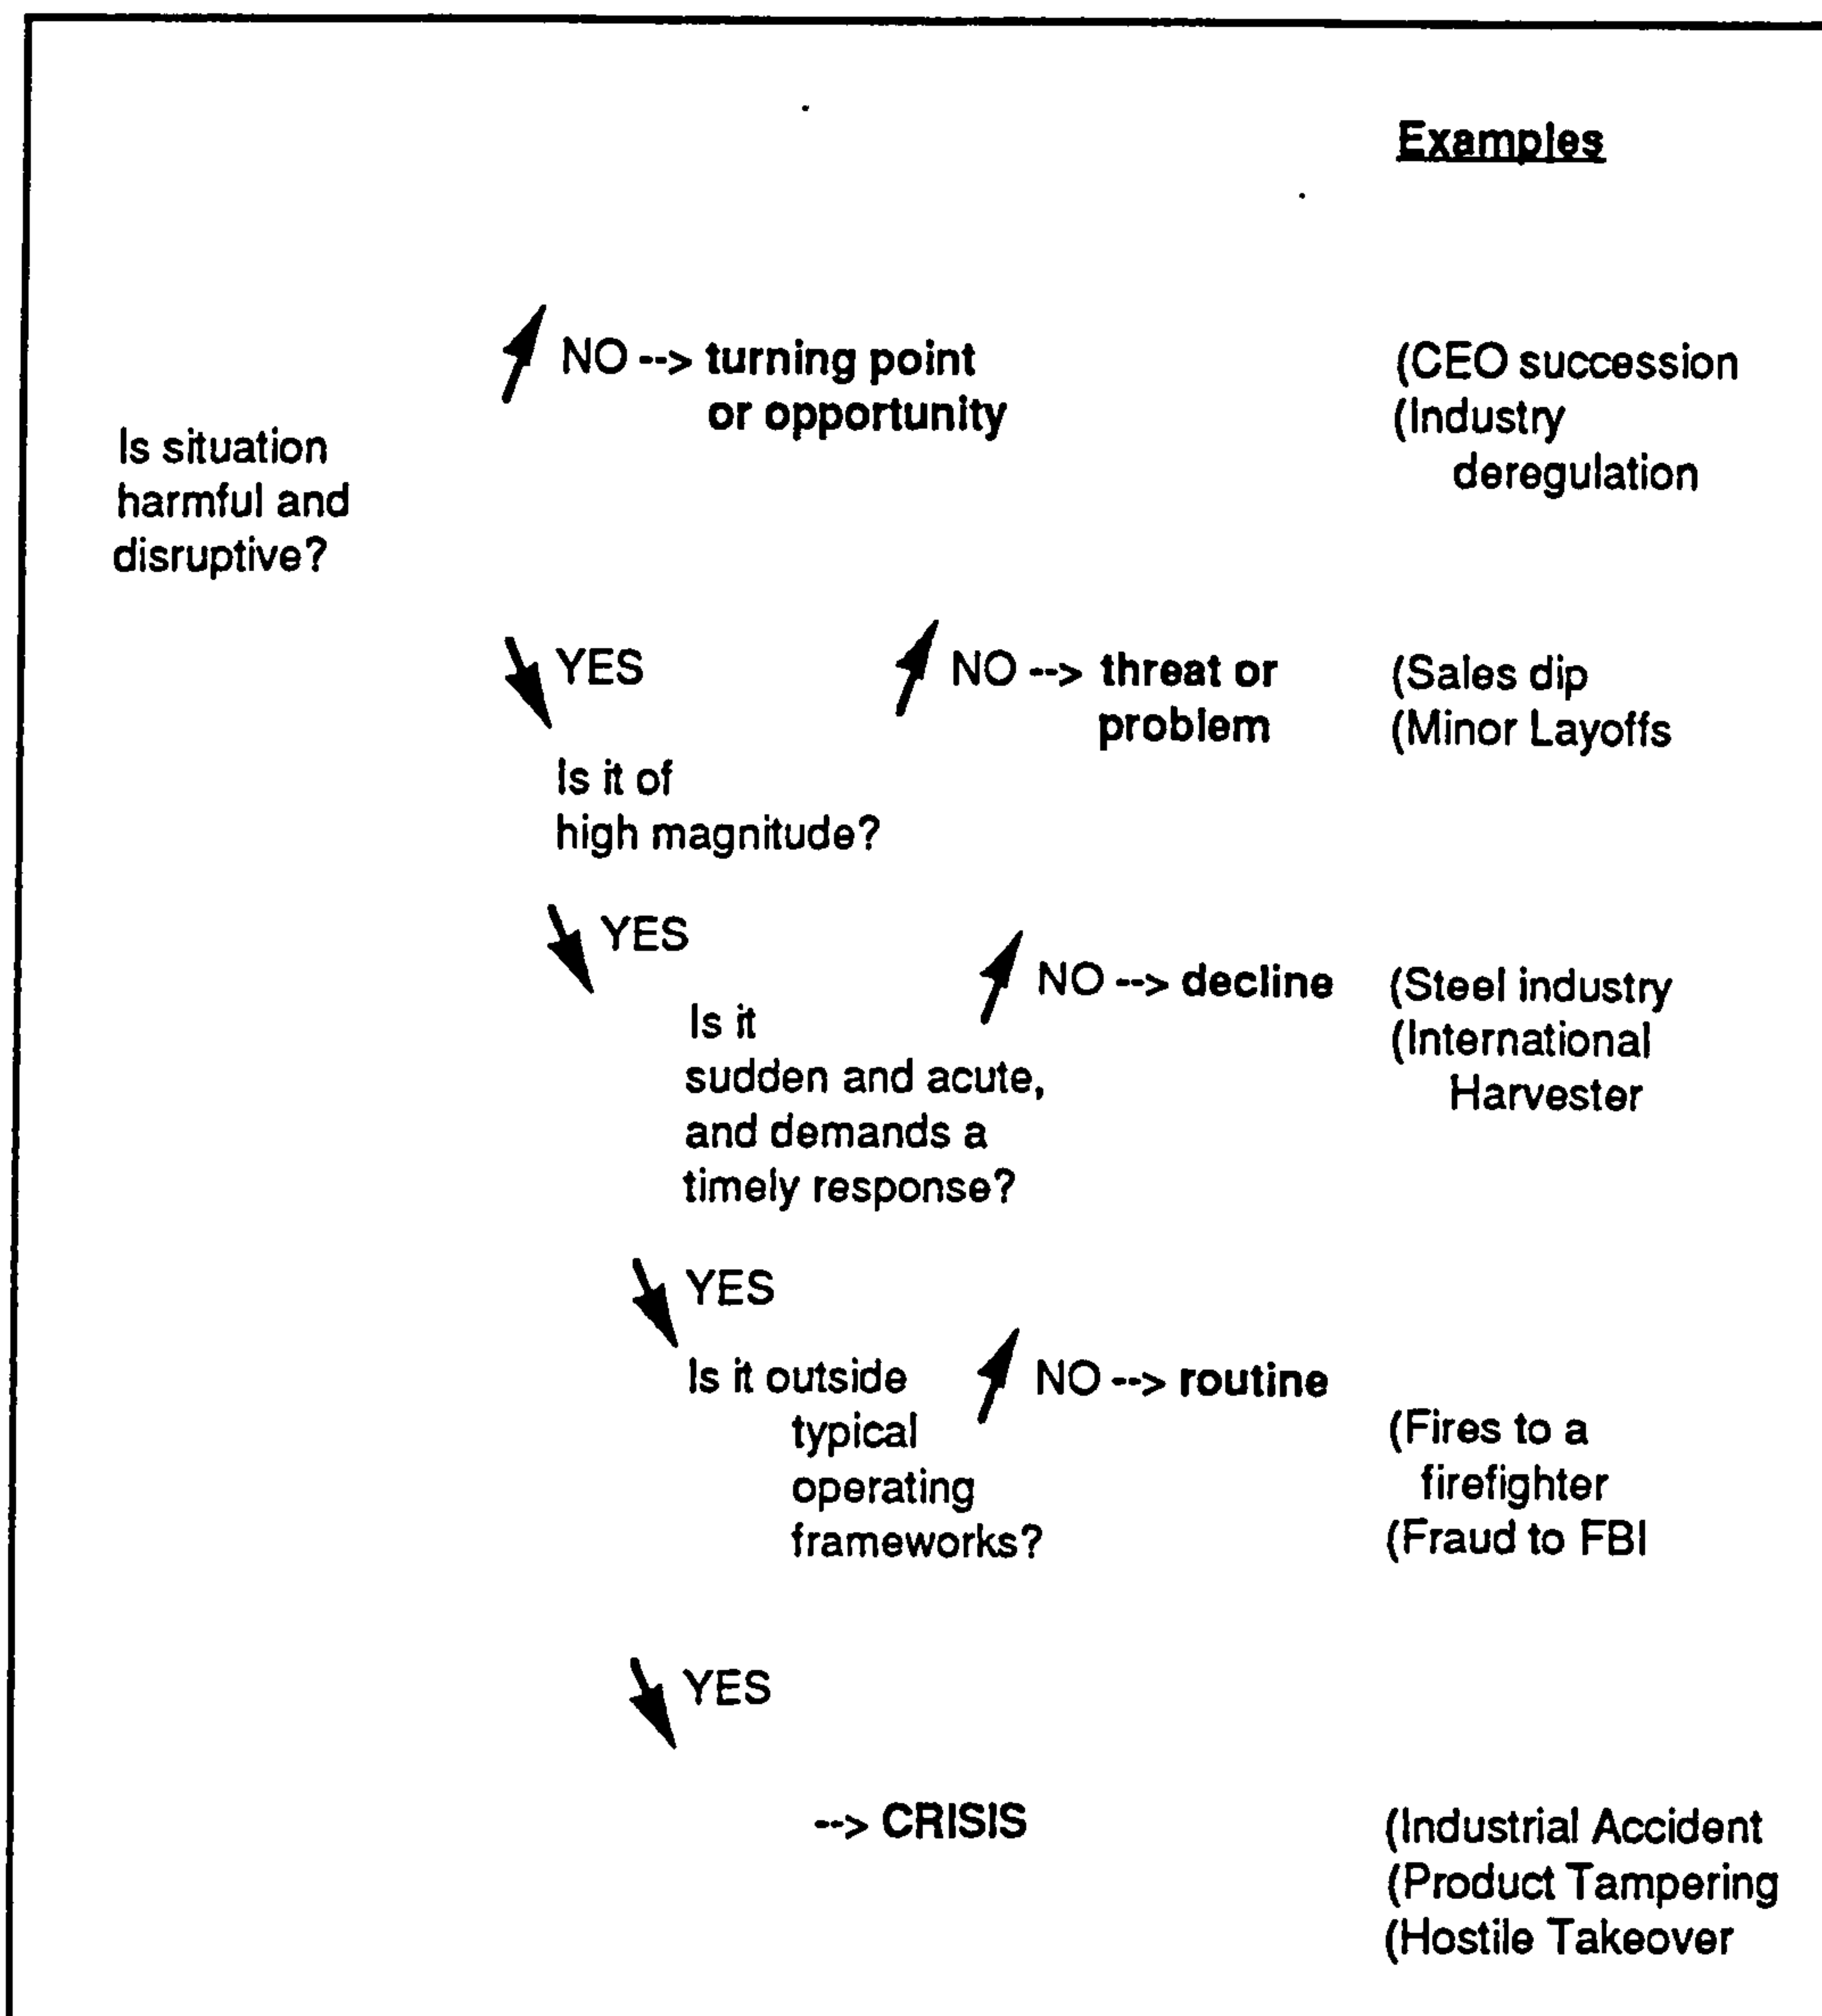 Examples
NO --> turning point
or opportunity
(CEO succession
(Industry
deregulation
Is situation
harmful and
disruptive?
YES
NO --> threat or
problem
(Sales dip
(Minor Layoffs
Is it of
high magnitude?
YES
NO --> decline
(Steel industry
(International
Harvester
Is it
sudden and acute,
and demands a
timely response?
YES
Is it outside
typical
operating
frameworks?
NO --> routine
(Fires to a
firefighter
(Fraud to FBI
YES
--> CRISIS
(Industrial Accident
(Product Tampering
(Hostile Takeover